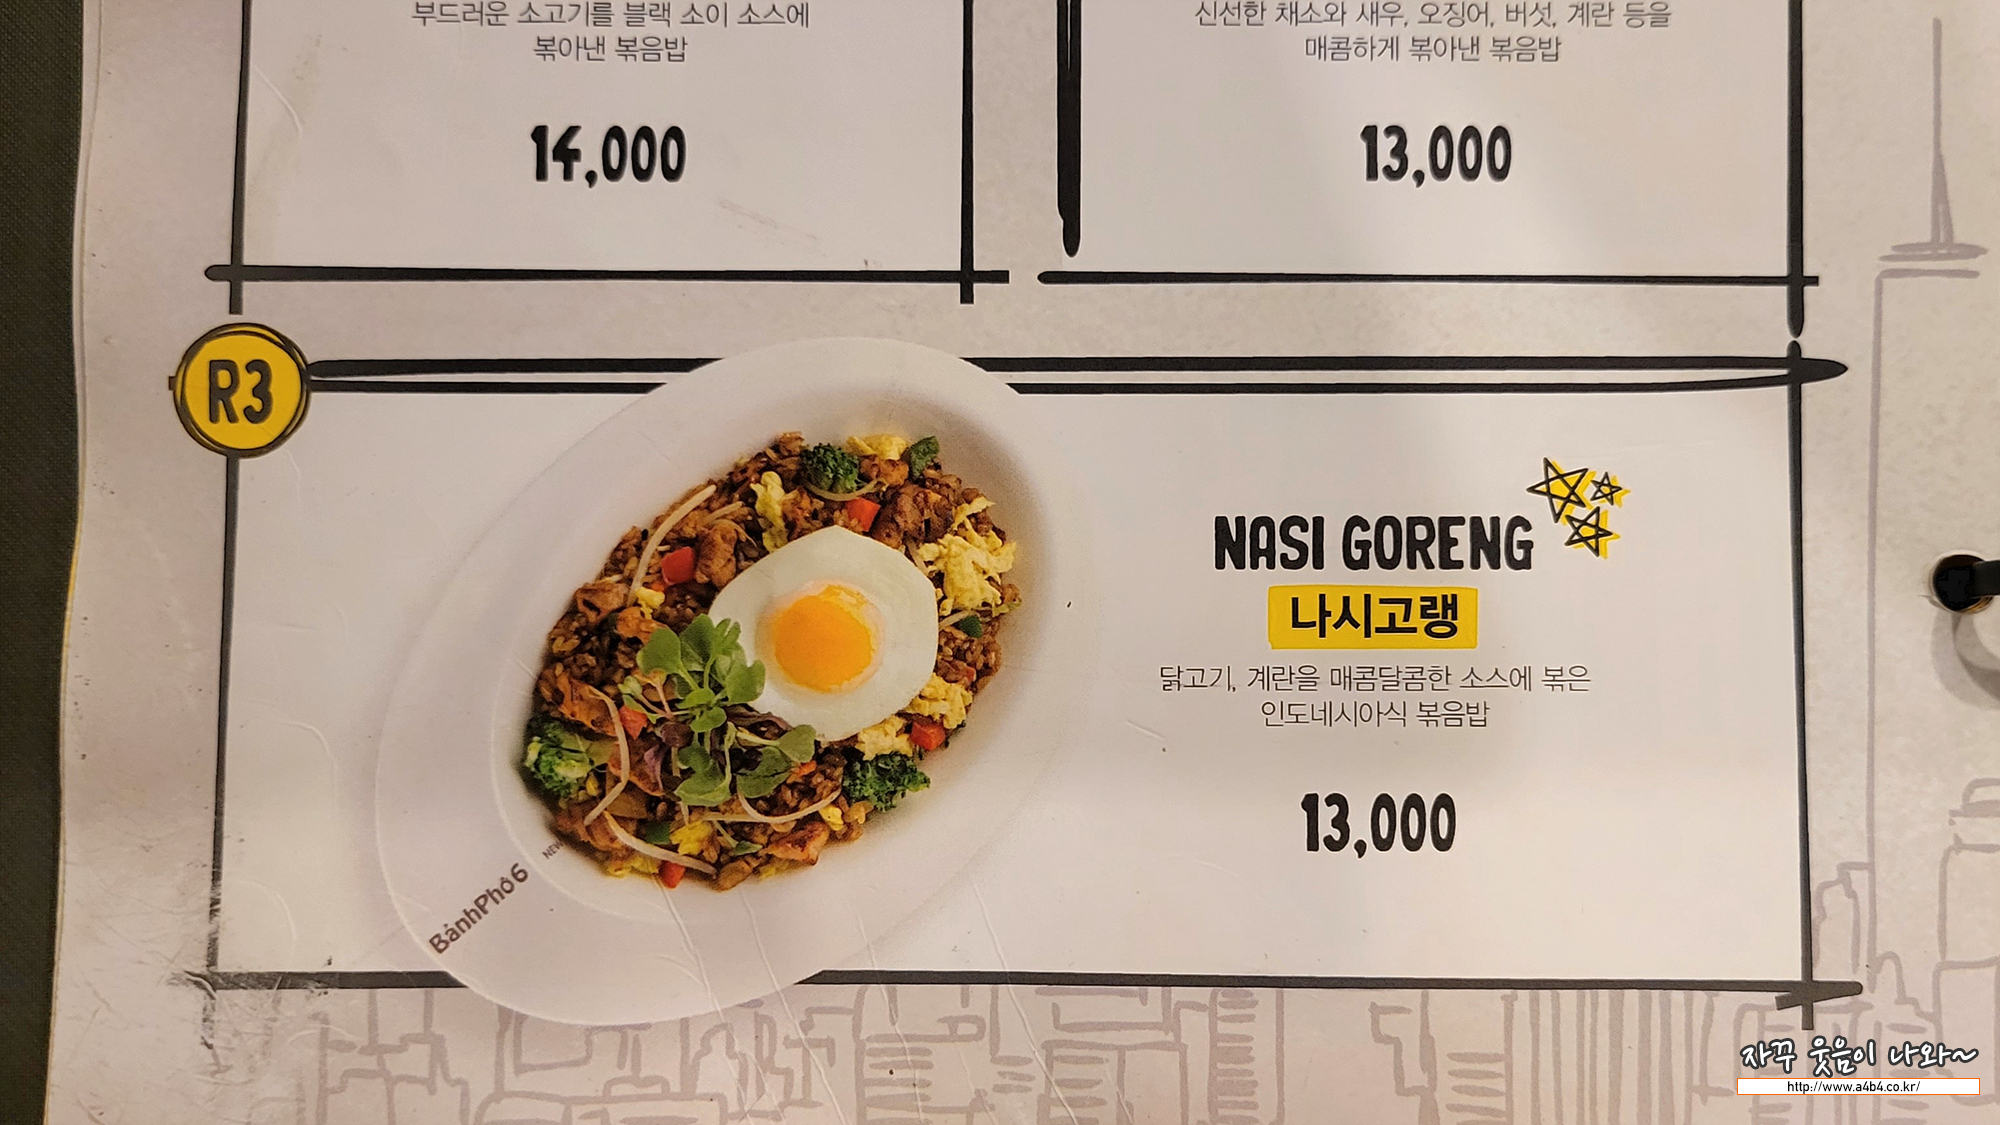 부드러운 소고기를 블랙 소이 소스에
볶아낸 볶음밥
14,000
신선한 채소와 새우, 오징어, 버섯, 계란 등을
매콤하게 볶아낸 볶음밥
13,000
R3
NASI GORENG
나시고랭
닭고기, 계란을 매콤달콤한 소스에 볶은
인도네시아식 볶음밥
13,000
BánhPhố6
NEW
자꾸 웃음이 나와~
http://www.a4b4.co.kr/